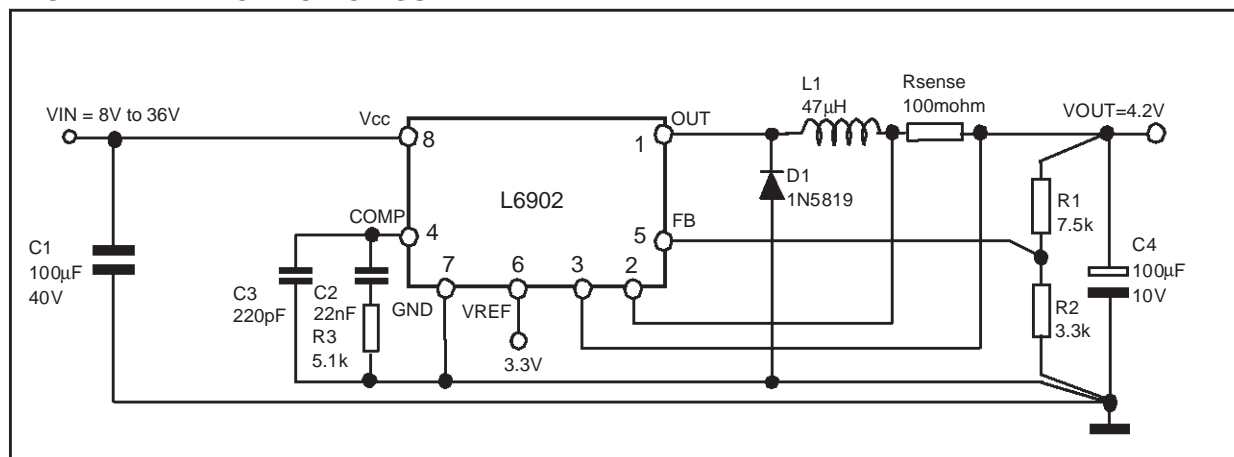 L1
Rsense
47µH
100mohm
VIN = 8V to 36V
Vcc
OUT
VOUT=4.2V
8
1
D1
1N5819
L6902
R1
7.5k
COMP
FB
4
5
C1
100µF
40V
C4
100µF
10V
7
6
3
2
C3
220pF
C2
22nF
GND
VREF
R2
3.3k
R3
5.1k
3.3V